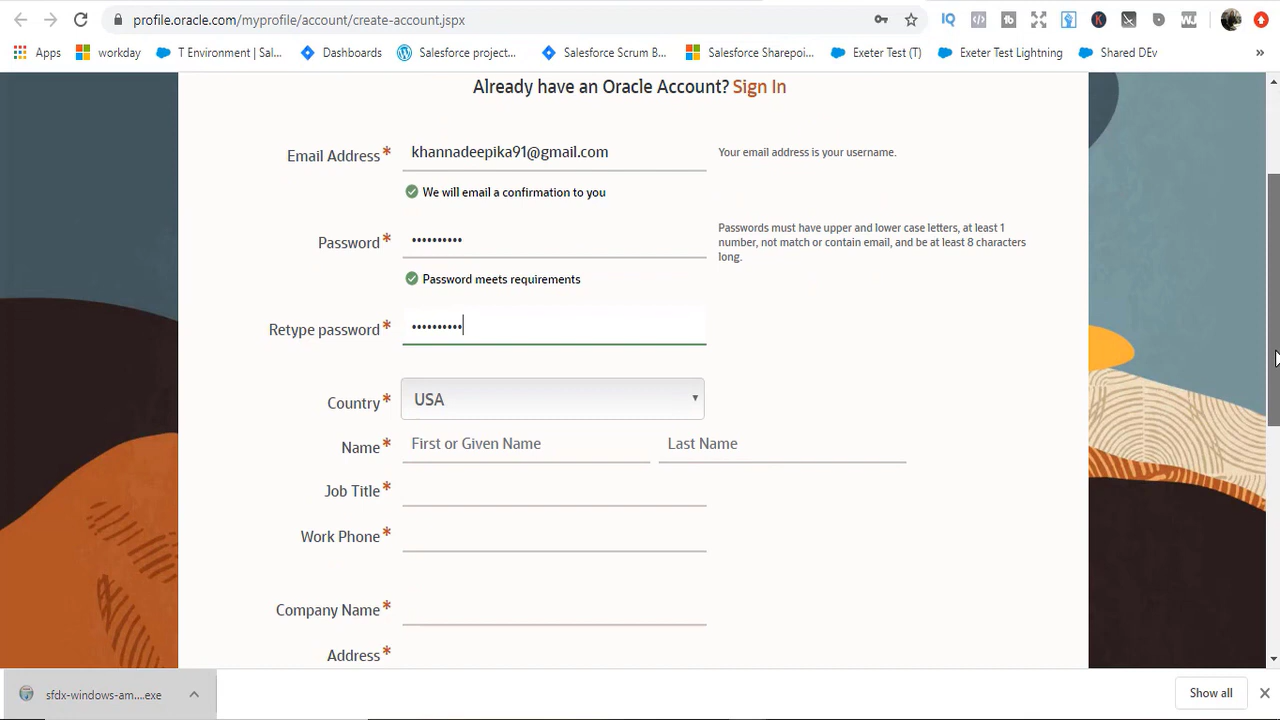 profile.oracle.com/myprofile/account/create-account.jspx
Apps workday T Environment | Sal... Dashboards Salesforce project... Salesforce Scrum B... Salesforce Sharepoi... Exeter Test (T) Exeter Test Lightning Shared DEv »
Already have an Oracle Account? Sign In
Email Address* khannadeepika91@gmail.com Your email address is your username.
We will email a confirmation to you
Password* •••••••••• Passwords must have upper and lower case letters, at least 1
number, not match or contain email, and be at least 8 characters
long.
Password meets requirements
Retype password* ••••••••••
Country* USA
Name* First or Given Name Last Name
Job Title*
Work Phone*
Company Name*
Address*
sfdx-windows-am....exe Show all